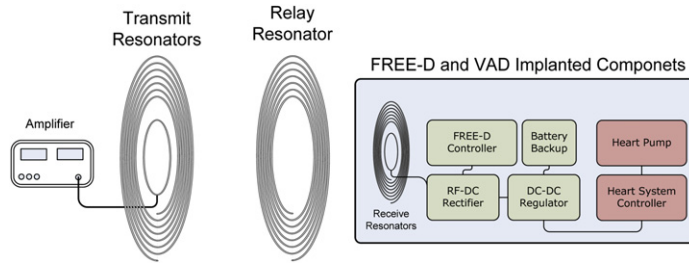 Transmit
Resonators
Relay
Resonator
FREE-D and VAD Implanted Componets
Amplifier
FREE-D
Controller
Battery
Backup
Heart Pump
RF-DC
Rectifier
DC-DC
Regulator
Heart System
Controller
Receive
Resonators